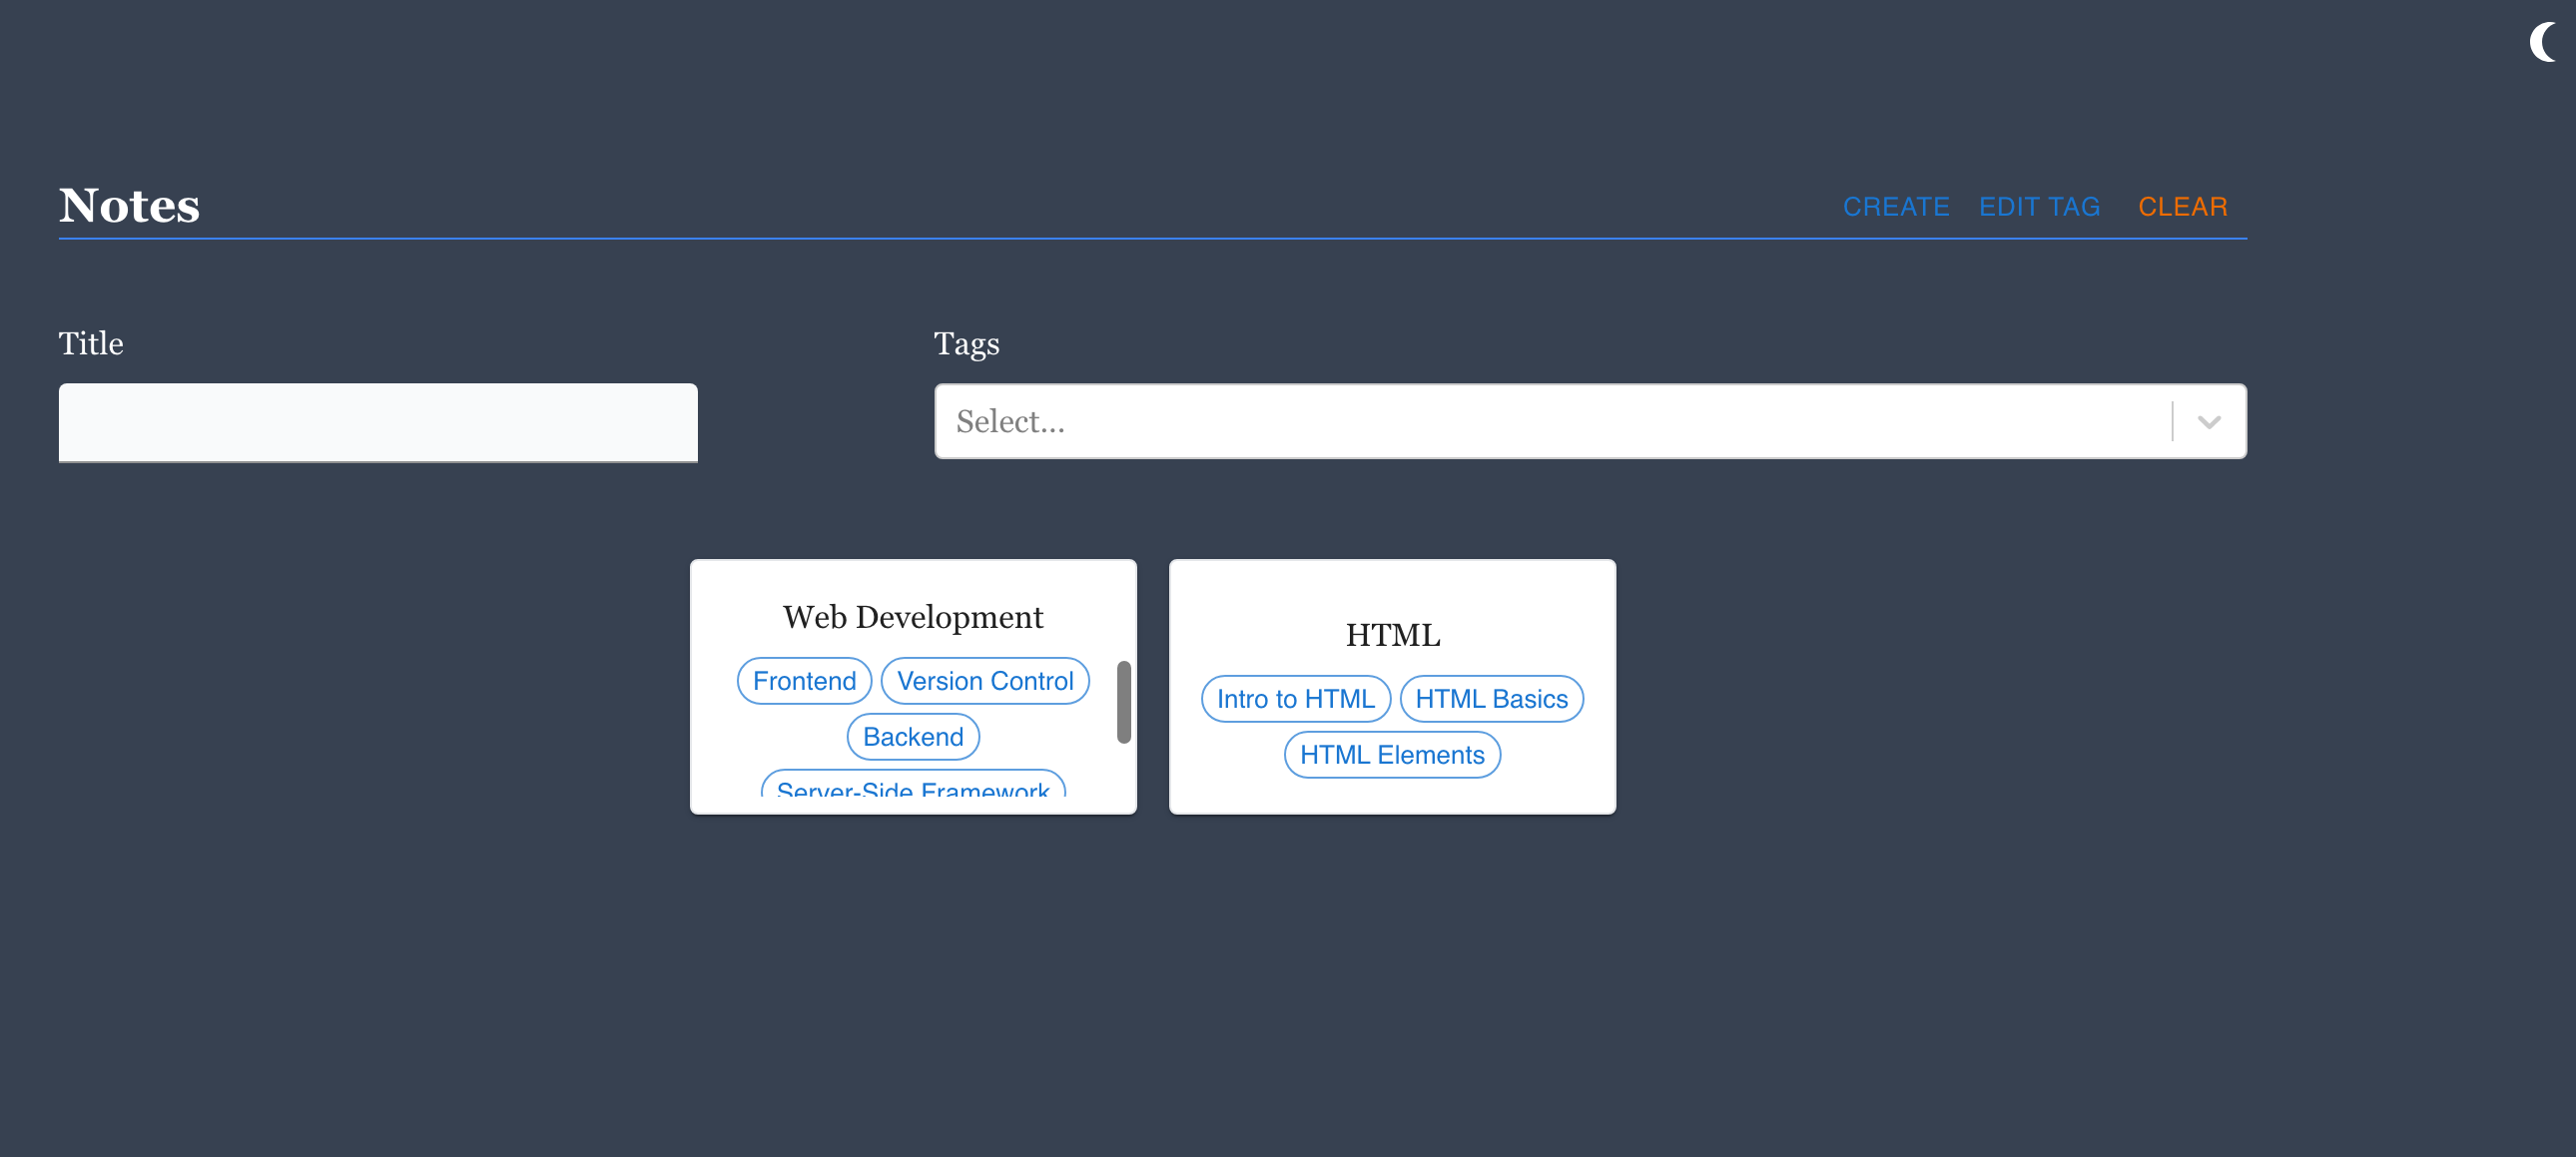 Notes
CREATE EDIT TAG CLEAR
Title
Tags
Select...
Web Development
Frontend Version Control
Backend
Server-Side Framework
HTML
Intro to HTML HTML Basics
HTML Elements